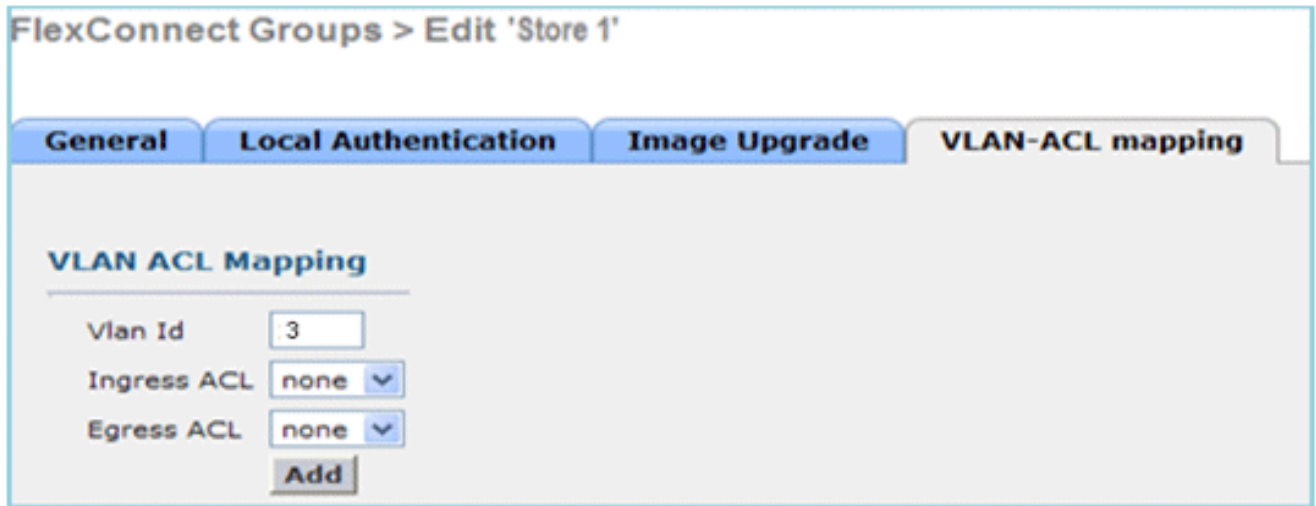 FlexConnect Groups > Edit 'Store 1'
General Local Authentication Image Upgrade VLAN-ACL mapping
VLAN ACL Mapping
Vlan Id 3
Ingress ACL none
Egress ACL none
Add